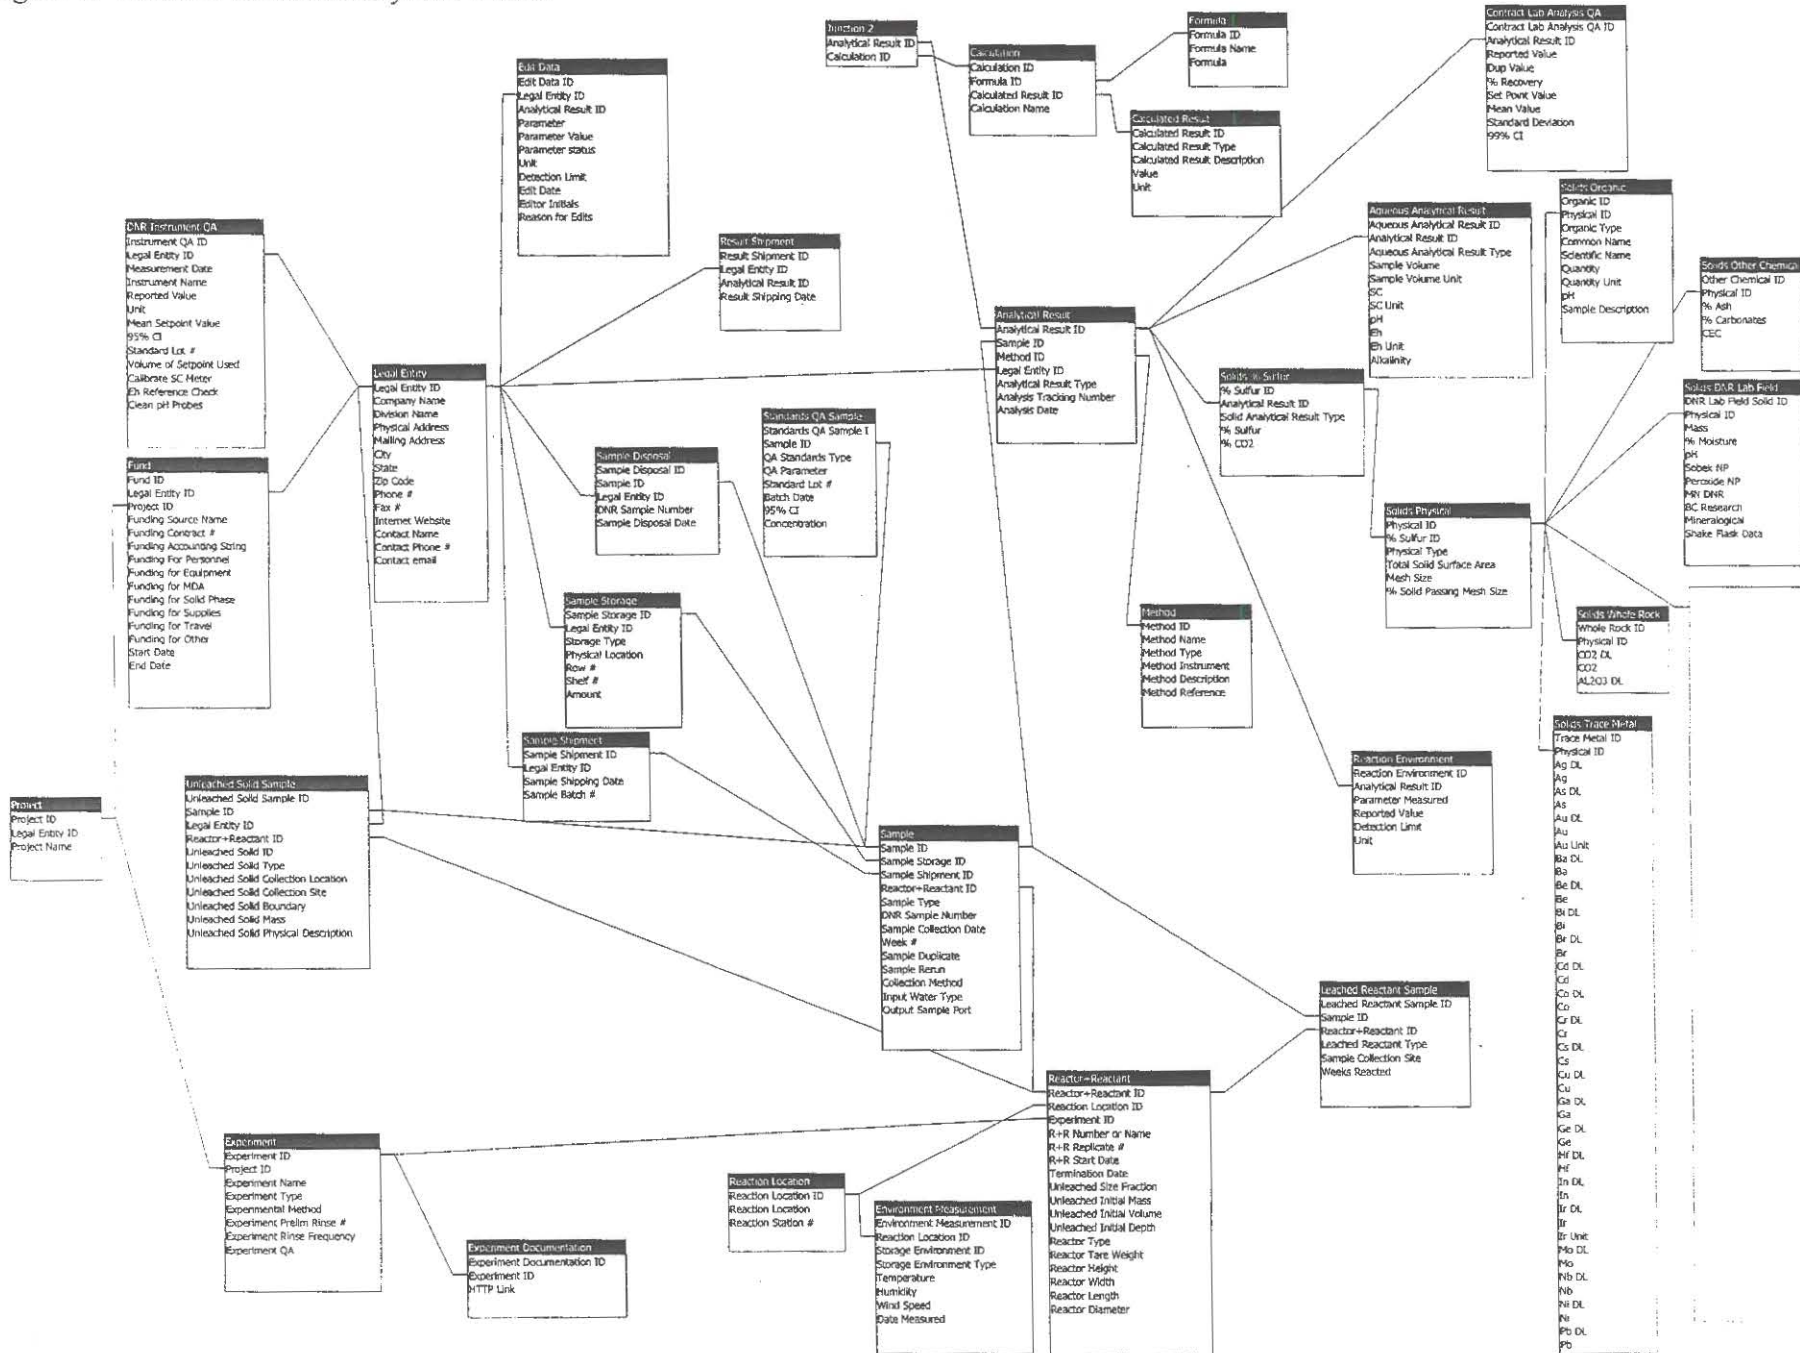 Junction 2
Analytical Result ID
Calculation ID
Calculation
Calculation ID
Formula ID
Calculated Result ID
Calculation Name
Formula
Formula ID
Formula Name
Formula
Calculated Result
Calculated Result ID
Calculated Result Type
Calculated Result Description
Value
Unit
Contract Lab Analysis QA
Contract Lab Analysis QA ID
Analytical Result ID
Reported Value
Dup Value
% Recovery
Set Point Value
Mean Value
Standard Deviation
99% CI
Edit Data
Edit Data ID
Legal Entity ID
Analytical Result ID
Parameter
Parameter Value
Parameter status
Unit
Detection Limit
Edit Date
Editor Initials
Reason for Edits
DNR Instrument QA
Instrument QA ID
Legal Entity ID
Measurement Date
Instrument Name
Reported Value
Unit
Mean Setpoint Value
95% CI
Standard Lot #
Volume of Setpoint Used
Calibrate SC Meter
Eh Reference Check
Clean pH Probes
Result Shipment
Result Shipment ID
Legal Entity ID
Analytical Result ID
Result Shipping Date
Aqueous Analytical Result
Aqueous Analytical Result ID
Analytical Result ID
Aqueous Analytical Result Type
Sample Volume
Sample Volume Unit
SC
SC Unit
pH
Eh
Eh Unit
Alkalinity
Solids Organic
Organic ID
Physical ID
Organic Type
Common Name
Scientific Name
Quantity
Quantity Unit
pH
Sample Description
Solids Other Chemical
Other Chemical ID
Physical ID
% Ash
% Carbonates
CEC
Analytical Result
Analytical Result ID
Sample ID
Method ID
Legal Entity ID
Analytical Result Type
Analysis Tracking Number
Analysis Date
Legal Entity
Legal Entity ID
Company Name
Division Name
Physical Address
Mailing Address
City
State
Zip Code
Phone #
Fax #
Internet Website
Contact Name
Contact Phone #
Contact email
Solids % Sulfur
% Sulfur ID
Analytical Result ID
Solid Analytical Result Type
% Sulfur
% CO2
Solids DNR Lab Field
DNR Lab Field Solid ID
Physical ID
Mass
% Moisture
pH
Sobek NP
Peroxide NP
MN DNR
BC Research
Mineralogical
Shake Flask Data
Standards QA Sample
Standards QA Sample I
Sample ID
QA Standards Type
QA Parameter
Standard Lot #
Batch Date
95% CI
Concentration
Sample Disposal
Sample Disposal ID
Sample ID
Legal Entity ID
DNR Sample Number
Sample Disposal Date
Fund
Fund ID
Legal Entity ID
Project ID
Funding Source Name
Funding Contract #
Funding Accounting String
Funding For Personnel
Funding for Equipment
Funding for MDA
Funding for Solid Phase
Funding for Supplies
Funding for Travel
Funding for Other
Start Date
End Date
Solids Physical
Physical ID
% Sulfur ID
Physical Type
Total Solid Surface Area
Mesh Size
% Solid Passing Mesh Size
Sample Storage
Sample Storage ID
Legal Entity ID
Storage Type
Physical Location
Row #
Shelf #
Amount
Method
Method ID
Method Name
Method Type
Method Instrument
Method Description
Method Reference
Solids Whole Rock
Whole Rock ID
Physical ID
CO2 DL
CO2
AL2O3 DL
Sample Shipment
Sample Shipment ID
Legal Entity ID
Sample Shipping Date
Sample Batch #
Reaction Environment
Reaction Environment ID
Analytical Result ID
Parameter Measured
Reported Value
Detection Limit
Unit
Solids Trace Metal
Trace Metal ID
Physical ID
Ag DL
Ag
As DL
As
Au DL
Au
Au Unit
Ba DL
Ba
Be DL
Be
Bi DL
Bi
Br DL
Br
Cd DL
Cd
Co DL
Co
Cr DL
Cr
Cs DL
Cs
Cu DL
Cu
Ga DL
Ga
Ge DL
Ge
Hf DL
Hf
In DL
In
Ir DL
Ir
Ir Unit
Mo DL
Mo
Nb DL
Nb
Ni DL
Ni
Pb DL
Pb
Unleached Solid Sample
Unleached Solid Sample ID
Sample ID
Legal Entity ID
Reactor+Reactant ID
Unleached Solid ID
Unleached Solid Type
Unleached Solid Collection Location
Unleached Solid Collection Site
Unleached Solid Boundary
Unleached Solid Mass
Unleached Solid Physical Description
Project
Project ID
Legal Entity ID
Project Name
Sample
Sample ID
Sample Storage ID
Sample Shipment ID
Reactor+Reactant ID
Sample Type
DNR Sample Number
Sample Collection Date
Week #
Sample Duplicate
Sample Rerun
Collection Method
Input Water Type
Output Sample Port
Leached Reactant Sample
Leached Reactant Sample ID
Sample ID
Reactor+Reactant ID
Leached Reactant Type
Sample Collection Site
Weeks Reacted
Reactor+Reactant
Reactor+Reactant ID
Reaction Location ID
Experiment ID
R+R Number or Name
R+R Replicate #
R+R Start Date
Termination Date
Unleached Size Fraction
Unleached Initial Mass
Unleached Initial Volume
Unleached Initial Depth
Reactor Type
Reactor Tare Weight
Reactor Height
Reactor Width
Reactor Length
Reactor Diameter
Experiment
Experiment ID
Project ID
Experiment Name
Experiment Type
Experimental Method
Experiment Prelim Rinse #
Experiment Rinse Frequency
Experiment QA
Reaction Location
Reaction Location ID
Reaction Location
Reaction Station #
Environment Measurement
Environment Measurement ID
Reaction Location ID
Storage Environment ID
Storage Environment Type
Temperature
Humidity
Wind Speed
Date Measured
Experiment Documentation
Experiment Documentation ID
Experiment ID
HTTP Link